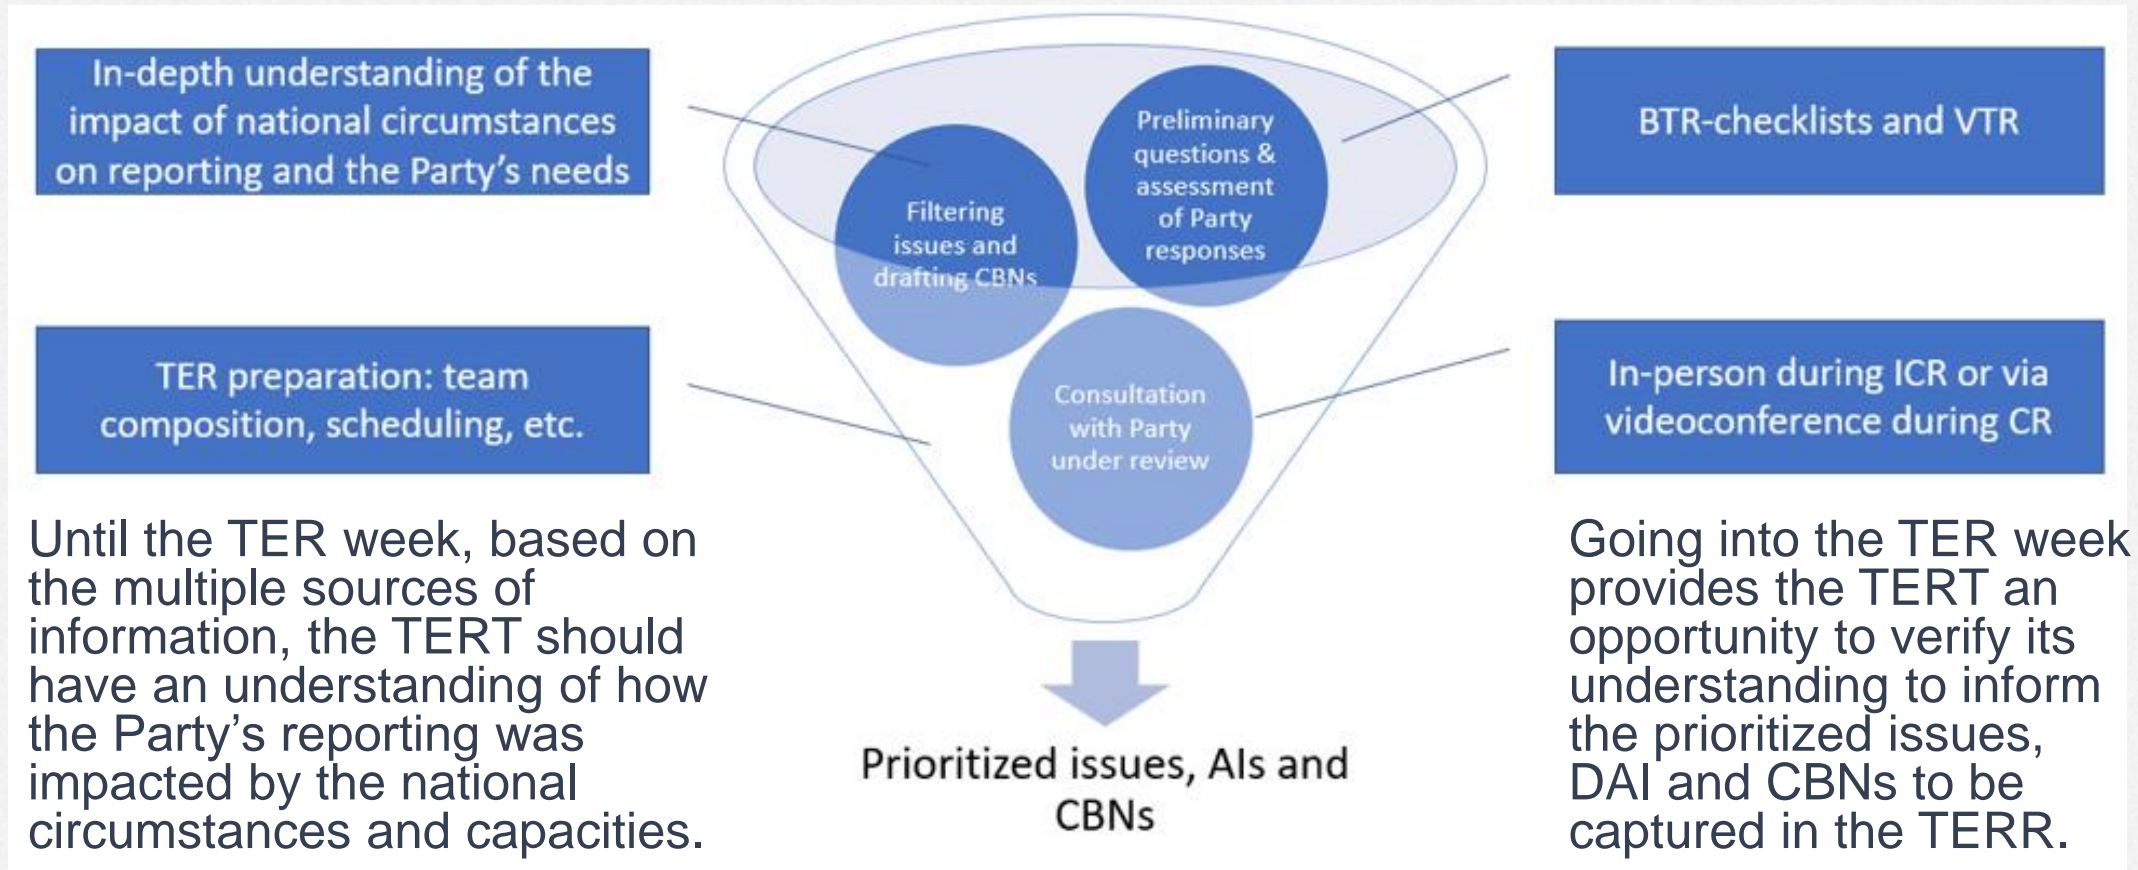 In-depth understanding of the
impact of national circumstances
on reporting and the Party’s needs
TER preparation: team
composition, scheduling, etc.
Until the TER week, based on
the multiple sources of
information, the TERT should
have an understanding of how
the Party’s reporting was
impacted by the national
circumstances and capacities.
Filtering
issues and
drafting CBNs
Preliminary
questions &
assessment
of Party
responses
Consultation
with Party
under review
Prioritized issues, AIs and
CBNs
BTR-checklists and VTR
In-person during ICR or via
videoconference during CR
Going into the TER week
provides the TERT an
opportunity to verify its
understanding to inform
the prioritized issues,
DAI and CBNs to be
captured in the TERR.